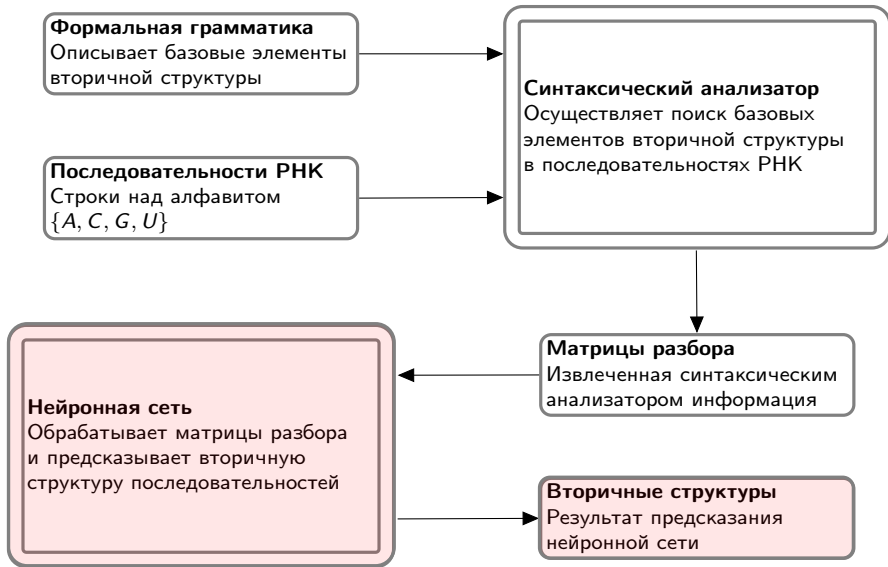 Формальная грамматика
Описывает базовые элементы
вторичной структуры
Последовательности РНК
Строки над алфавитом
{A, C, G, U}
Синтаксический анализатор
Осуществляет поиск базовых
элементов вторичной структуры
в последовательностях РНК
Матрицы разбора
Извлеченная синтаксическим
анализатором информация
Нейронная сеть
Обрабатывает матрицы разбора
и предсказывает вторичную
структуру последовательностей
Вторичные структуры
Результат предсказания
нейронной сети